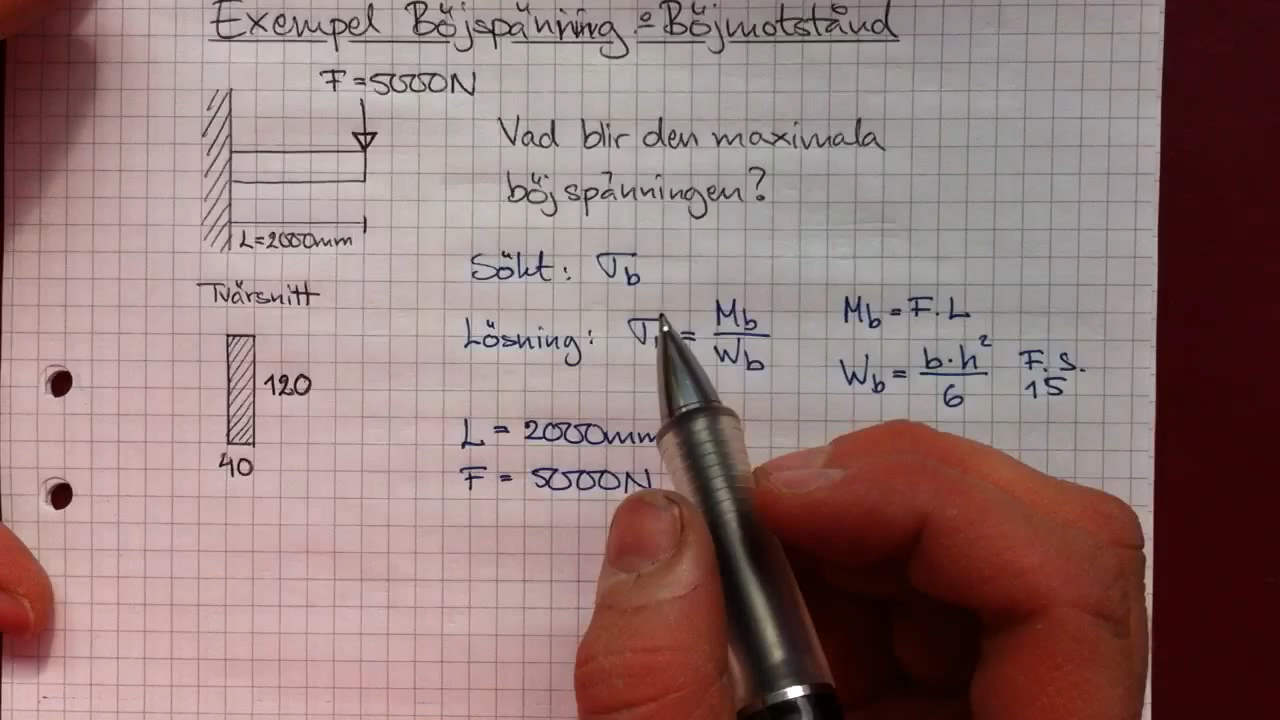 Exempel Böjspänning o Böjmotstånd
F = 5000N
Vad blir den maximala
böjspänningen?
L=2000mm
Sökt: σb
Tvärsnitt
Lösning: σ = Mb / Wb
Mb = F·L
Wb = b·h² / 6 F.S. 15
120
40
L = 2000mm
F = 5000N